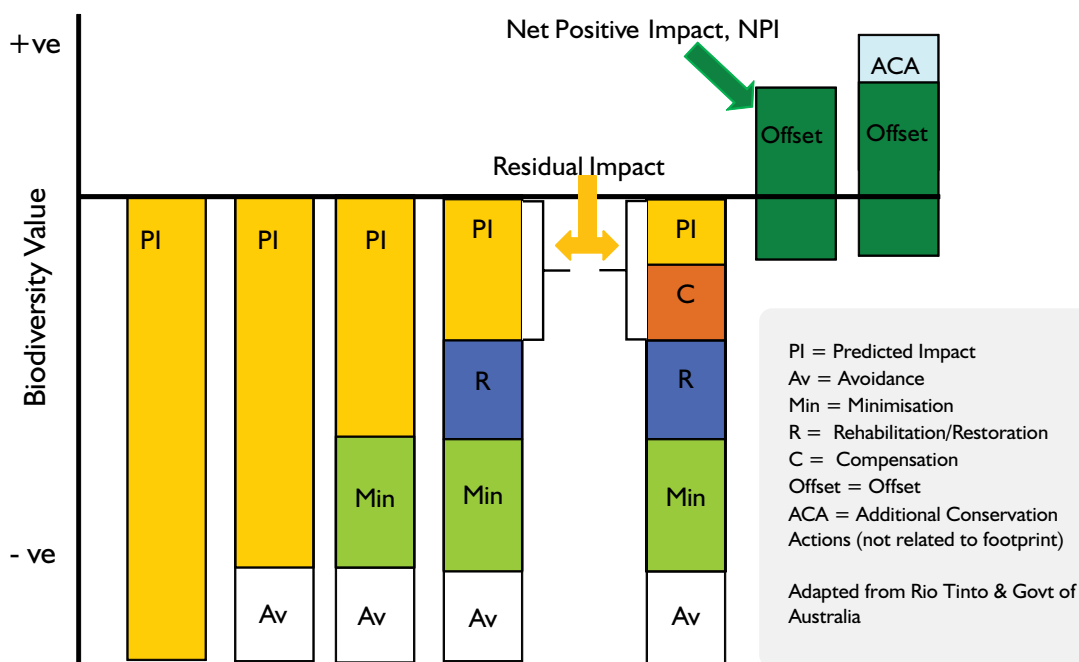 +ve
Net Positive Impact, NPI
ACA
Offset
Offset
Residual Impact
Biodiversity Value
PI
PI
PI
PI
PI
C
R
R
Min
Min
Min
- ve
Av
Av
Av
Av
PI = Predicted Impact
Av = Avoidance
Min = Minimisation
R = Rehabilitation/Restoration
C = Compensation
Offset = Offset
ACA = Additional Conservation
Actions (not related to footprint)
Adapted from Rio Tinto & Govt of
Australia